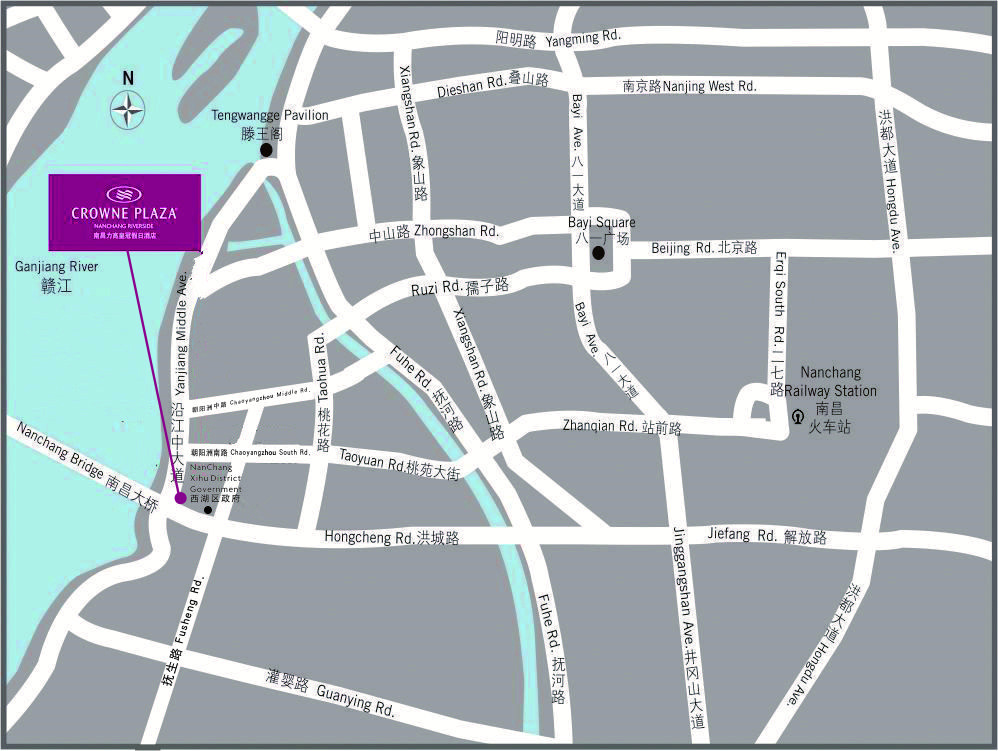 阳明路 Yangming Rd.
Dieshan Rd. 叠山路
南京路Nanjing West Rd.
N
Xiangshan Rd. 象山路
Bayi Ave. 八一大道
洪都大道 Hongdu Ave.
Tengwangge Pavilion
滕王阁
CROWNE PLAZA
NANCHANG RIVERSIDE
南昌力高皇冠假日酒店
中山路 Zhongshan Rd.
Bayi Square
八一广场
Beijing Rd. 北京路
Ganjiang River
赣江
Yanjiang Middle Ave.
沿江中大道
Ruzi Rd. 孺子路
Erqi South Rd. 二七路
Xiangshan Rd. 象山路
Bayi Ave. 八一大道
Taohua Rd.
桃花路
Fuhe Rd. 抚河路
Nanchang
Railway Station
南昌
火车站
朝阳洲中路 Chaoyangzhou Middle Rd.
Zhanqian Rd. 站前路
Nanchang Bridge 南昌大桥
朝阳洲南路 Chaoyangzhou South Rd.
Taoyuan Rd.桃苑大街
NanChang
Xihu District
Government
西湖区政府
Hongcheng Rd.洪城路
Jiefang Rd. 解放路
抚生路 Fusheng Rd.
Fuhe Rd. 抚河路
Jinggangshan Ave.井冈山大道
洪都大道 Hongdu Ave.
灌婴路 Guanying Rd.